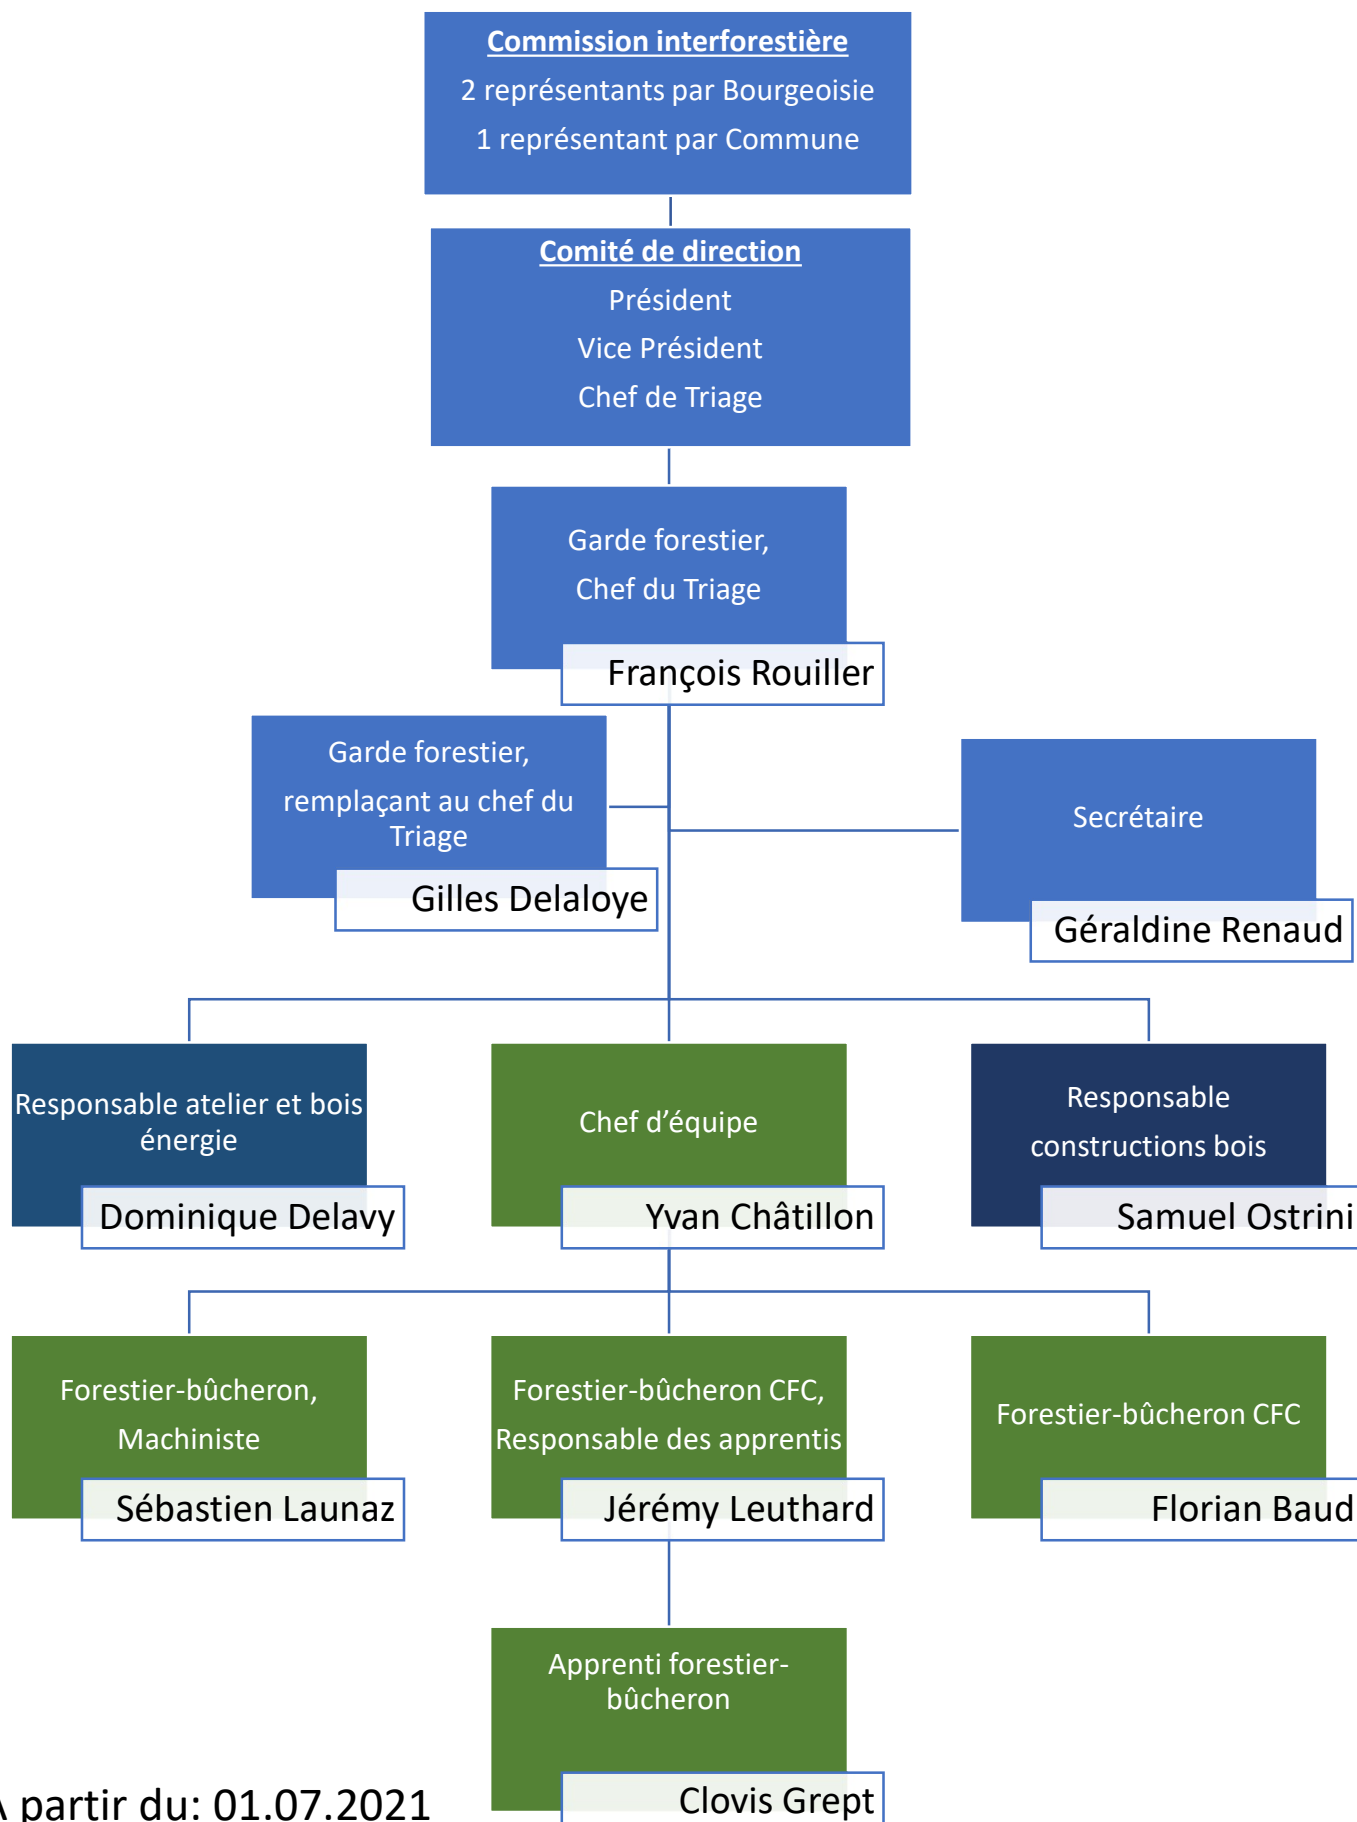 Commission interforestière
2 représentants par Bourgeoisie
1 représentant par Commune
Comité de direction
Président
Vice Président
Chef de Triage
Garde forestier,
Chef du Triage
François Rouiller
Garde forestier,
remplaçant au chef du
Triage
Gilles Delaloye
Secrétaire
Géraldine Renaud
Responsable atelier et bois
énergie
Dominique Delavy
Chef d’équipe
Yvan Châtillon
Responsable
constructions bois
Samuel Ostrini
Forestier-bûcheron,
Machiniste
Sébastien Launaz
Forestier-bûcheron CFC,
Responsable des apprentis
Jérémy Leuthard
Forestier-bûcheron CFC
Florian Baud
Apprenti forestier-
bûcheron
Clovis Grept
A partir du: 01.07.2021